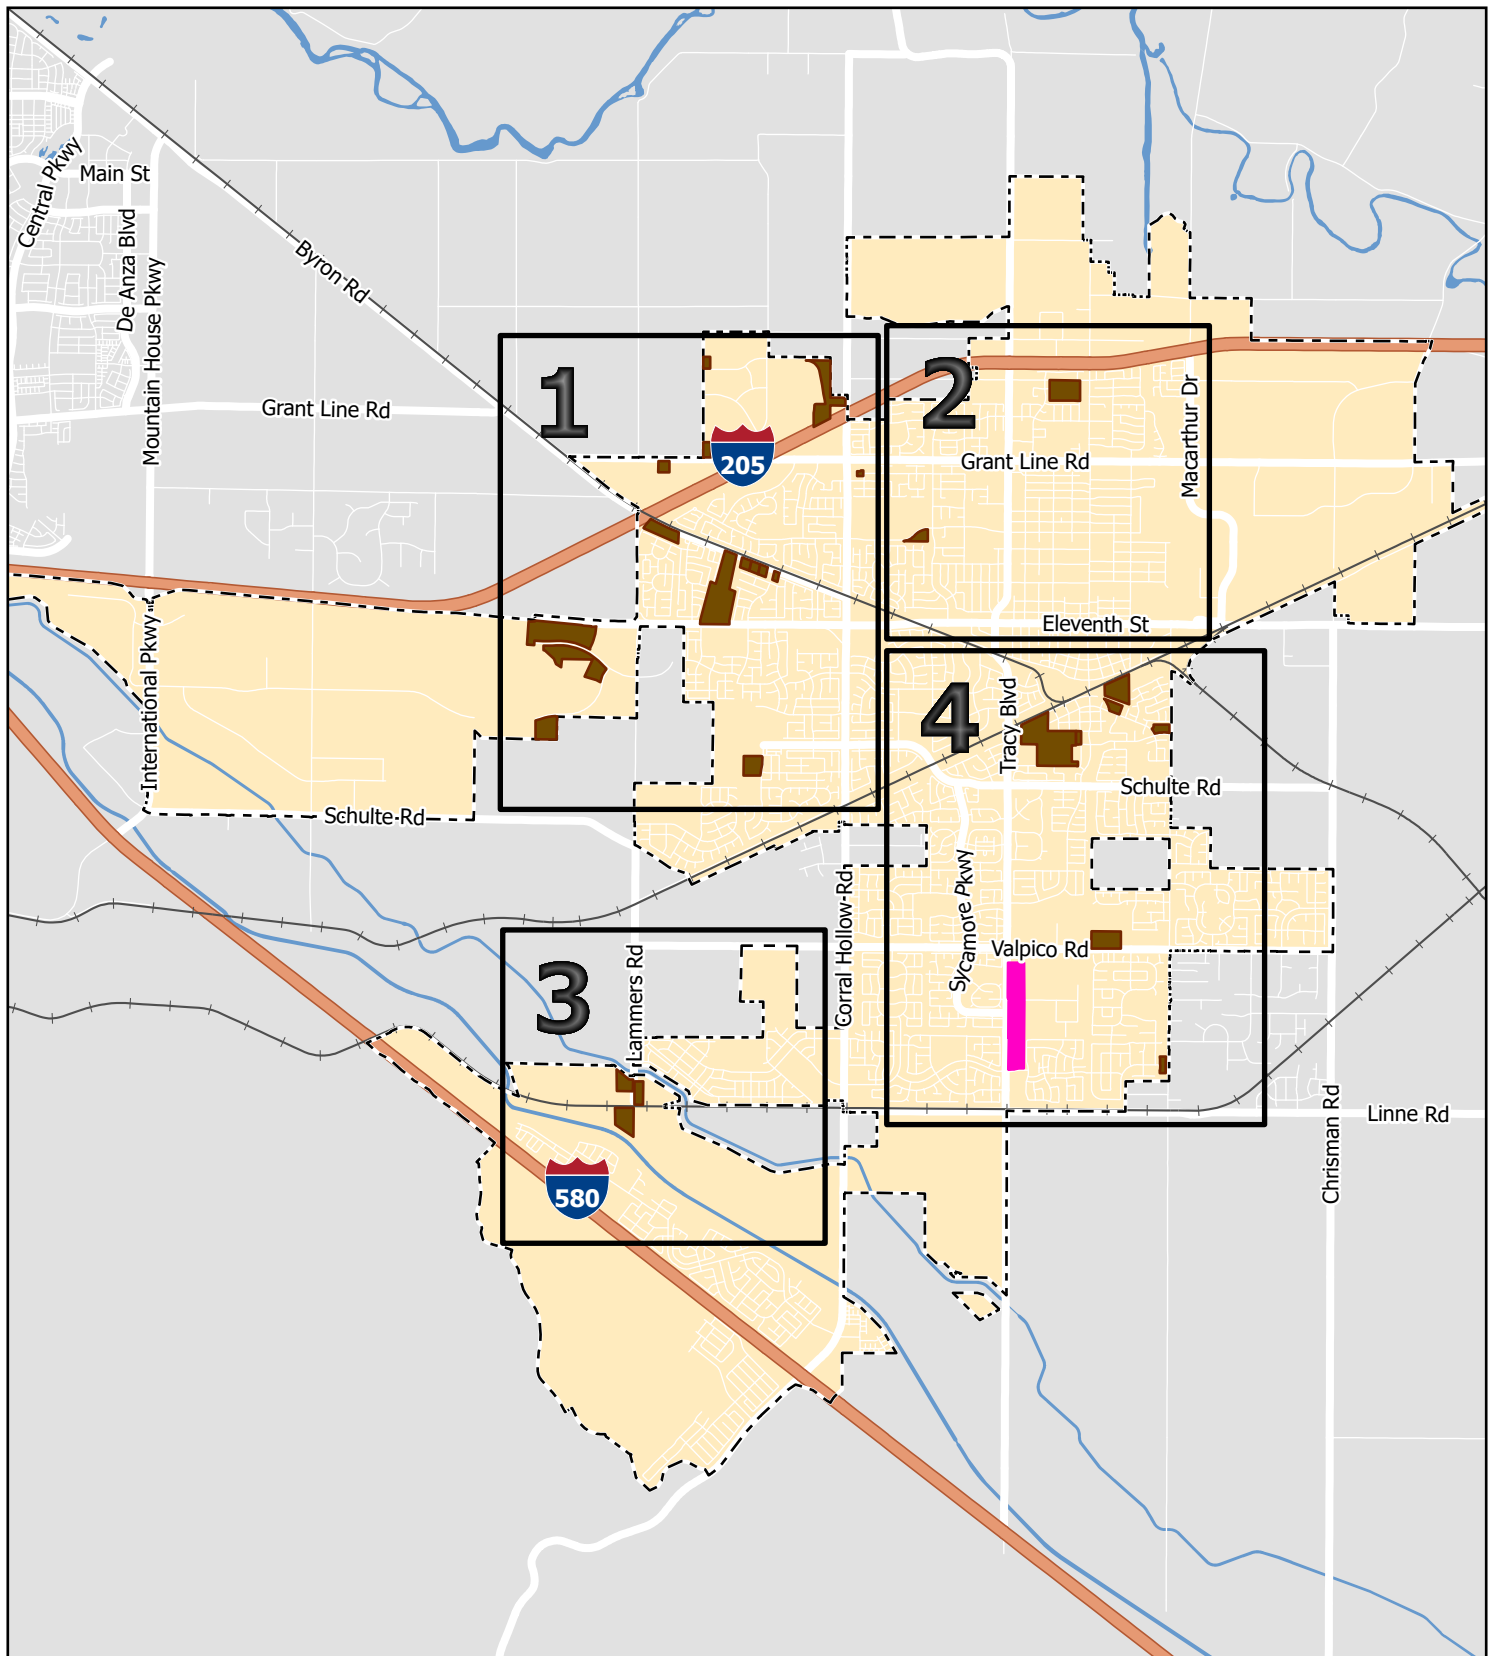 Main St
Central Pkwy
De Anza Blvd
Mountain House Pkwy
Byron Rd
Grant Line Rd
1
2
205
Grant Line Rd
Macarthur Dr
Eleventh St
International Pkwy
Schulte Rd
4
Tracy Blvd
Schulte Rd
Sycamore Pkwy
Corral Hollow Rd
Valpico Rd
3
Lammers Rd
580
Linne Rd
Chrisman Rd